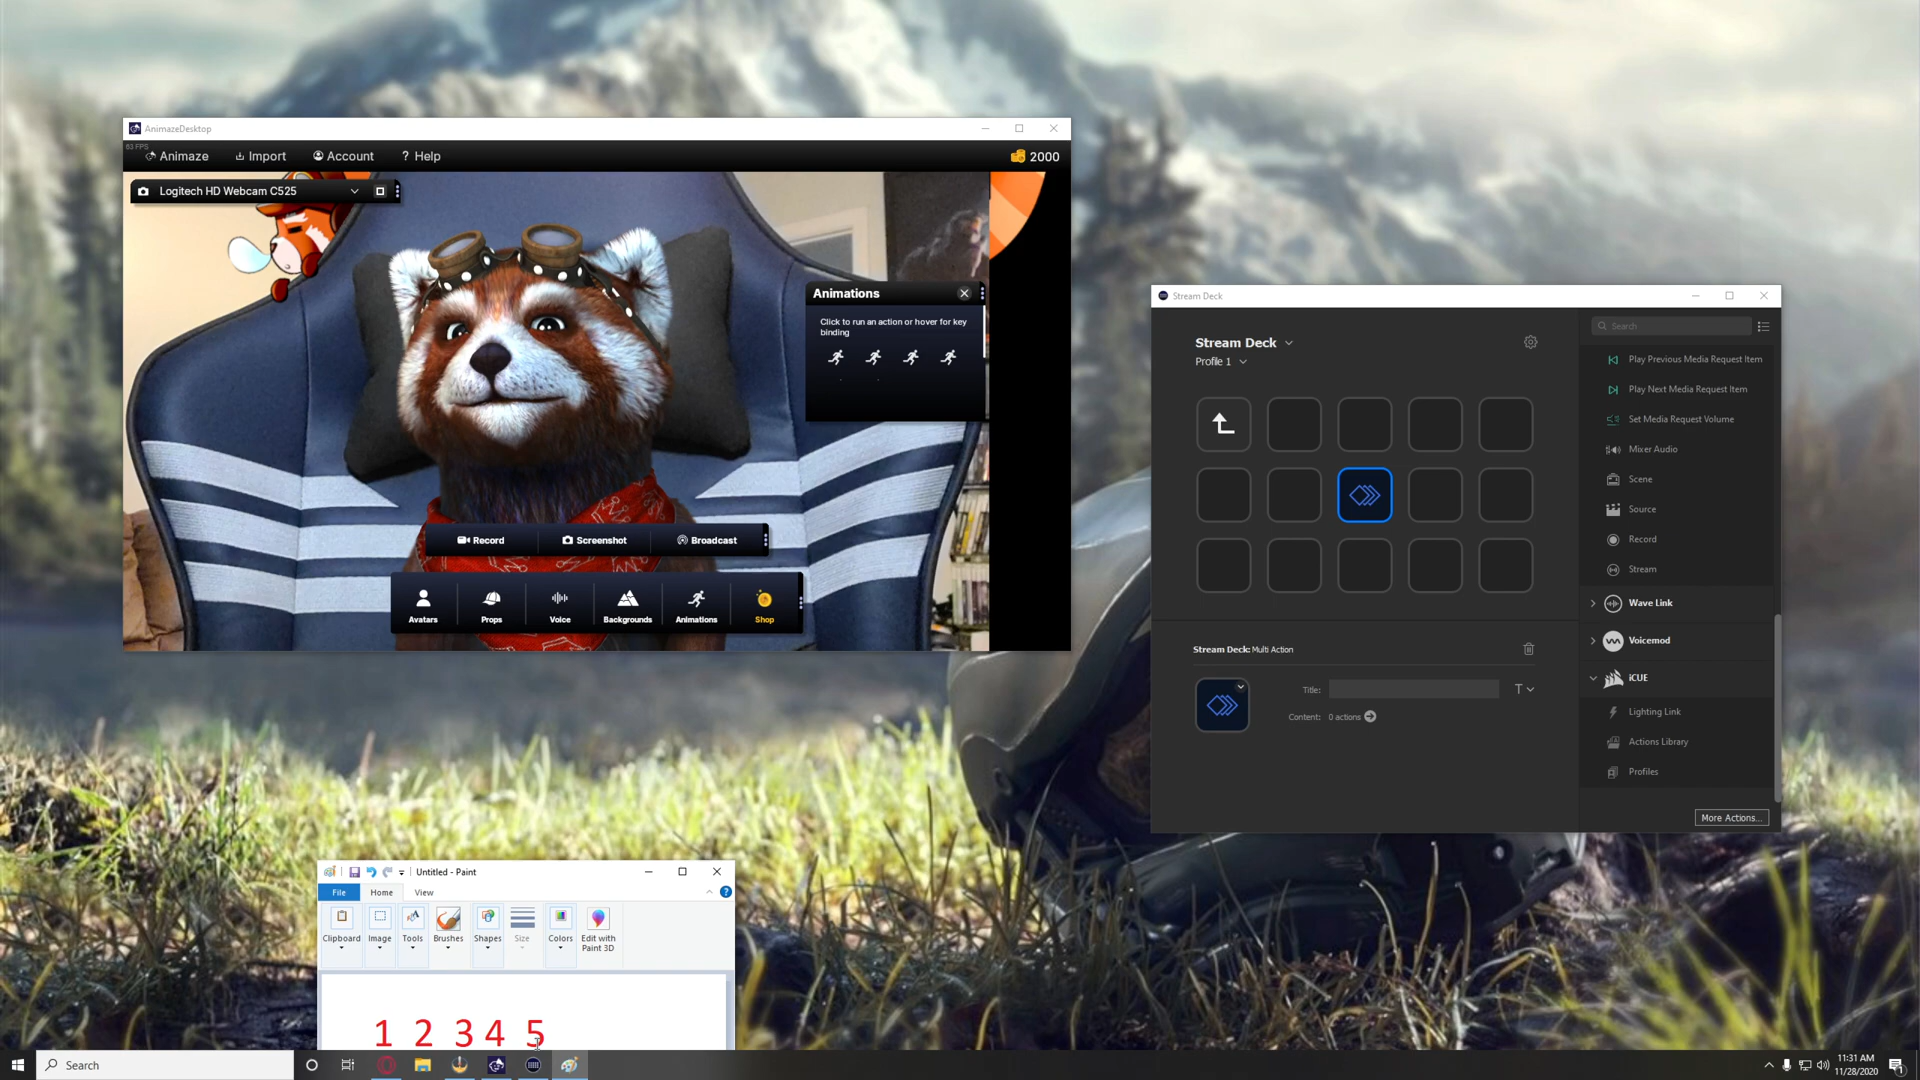 AnimazeDesktop
63 FPS
Animaze
Import
Account
? Help
2000
Logitech HD Webcam C525
Animations
Click to run an action or hover for key
binding
Record
Screenshot
Broadcast
Avatars
Props
Voice
Backgrounds
Animations
Shop
Stream Deck
Stream Deck
Profile 1
Stream Deck: Multi Action
Title:
T
Content: 0 actions
Search
Play Previous Media Request Item
Play Next Media Request Item
Set Media Request Volume
Mixer Audio
Scene
Source
Record
Stream
Wave Link
Voicemod
iCUE
Lighting Link
Actions Library
Profiles
More Actions...
Untitled - Paint
File
Home
View
Clipboard
Image
Tools
Brushes
Shapes
Size
Colors
Edit with
Paint 3D
1 2 3 4 5
Search
11:31 AM
11/28/2020
1